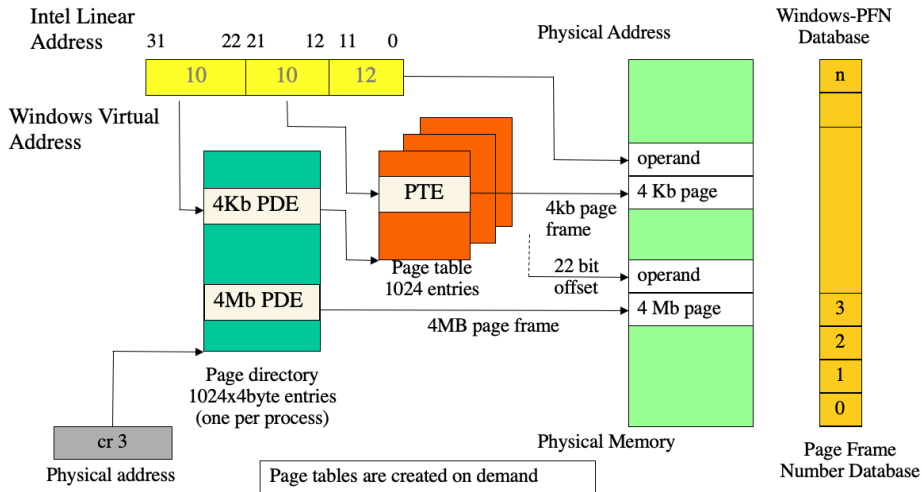 Intel Linear
Address
31 22 21 12 11 0
10 10 12
Windows Virtual
Address
4Kb PDE
4Mb PDE
Page directory
1024x4byte entries
(one per process)
cr 3
Physical address
PTE
Page table
1024 entries
4kb page
frame
22 bit
offset
4MB page frame
Page tables are created on demand
Physical Address
operand
4 Kb page
operand
4 Mb page
Physical Memory
Windows-PFN
Database
n
3
2
1
0
Page Frame
Number Database